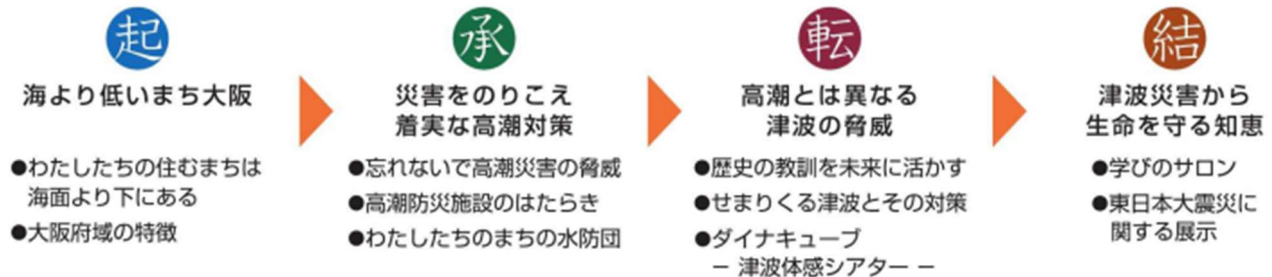 起
海より低いまち大阪
●わたしたちの住むまちは
海面より下にある
●大阪府域の特徴
承
災害をのりこえ
着実な高潮対策
●忘れないで高潮災害の脅威
●高潮防災施設のはたらき
●わたしたちのまちの水防団
転
高潮とは異なる
津波の脅威
●歴史の教訓を未来に活かす
●せまりくる津波とその対策
●ダイナキューブ
− 津波体感シアター −
結
津波災害から
生命を守る知恵
●学びのサロン
●東日本大震災に
関する展示